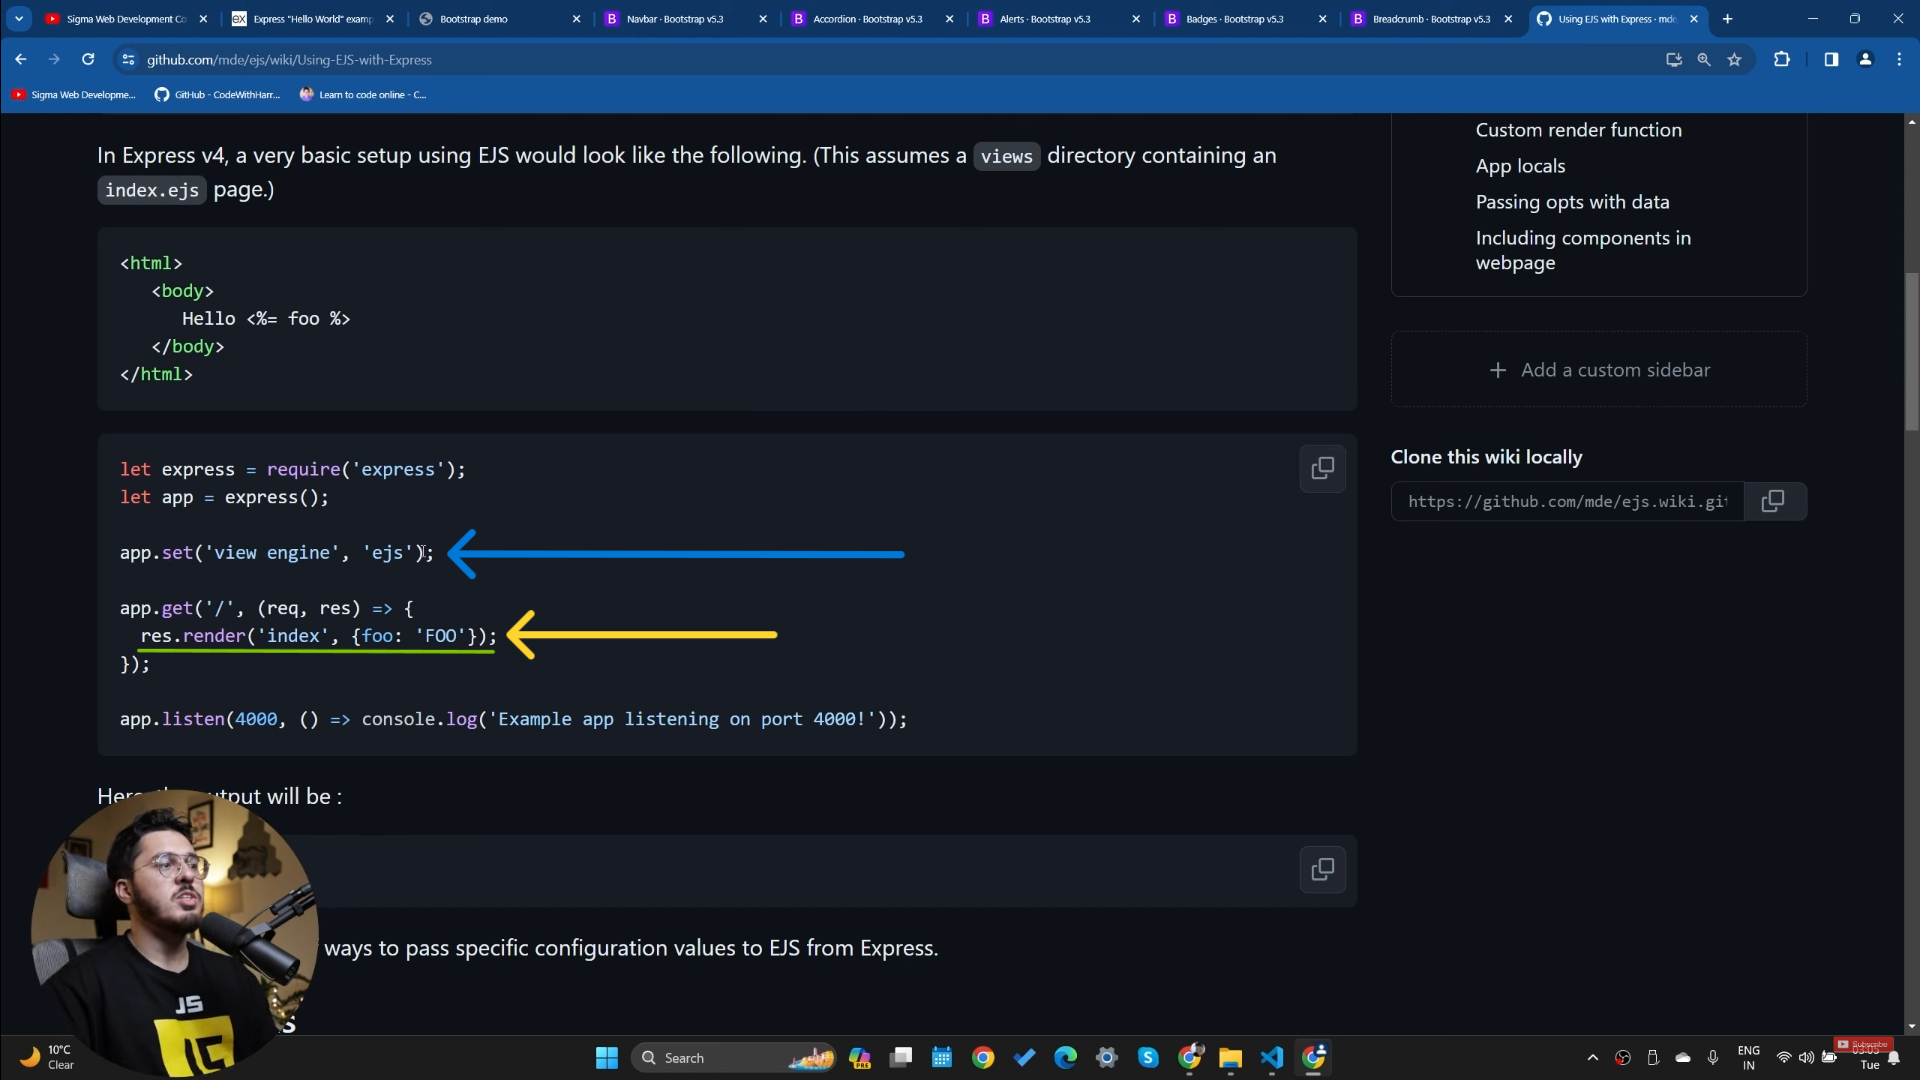 Sigma Web Development Co
Express "Hello World" examp
Bootstrap demo
Navbar · Bootstrap v5.3
Accordion · Bootstrap v5.3
Alerts · Bootstrap v5.3
Badges · Bootstrap v5.3
Breadcrumb · Bootstrap v5.3
Using EJS with Express · mde
github.com/mde/ejs/wiki/Using-EJS-with-Express
Sigma Web Developme...
GitHub - CodeWithHarr...
Learn to code online - C...
In Express v4, a very basic setup using EJS would look like the following. (This assumes a views directory containing an
index.ejs page.)
<html>
<body>
Hello <%= foo %>
</body>
</html>
let express = require('express');
let app = express();
app.set('view engine', 'ejs');
app.get('/', (req, res) => {
res.render('index', {foo: 'FOO'});
});
app.listen(4000, () => console.log('Example app listening on port 4000!'));
utput will be :
ways to pass specific configuration values to EJS from Express.
Custom render function
App locals
Passing opts with data
Including components in
webpage
+ Add a custom sidebar
Clone this wiki locally
https://github.com/mde/ejs.wiki.git
JS
10°C
Clear
Search
PRE
ENG
IN
Subscribe
Tue